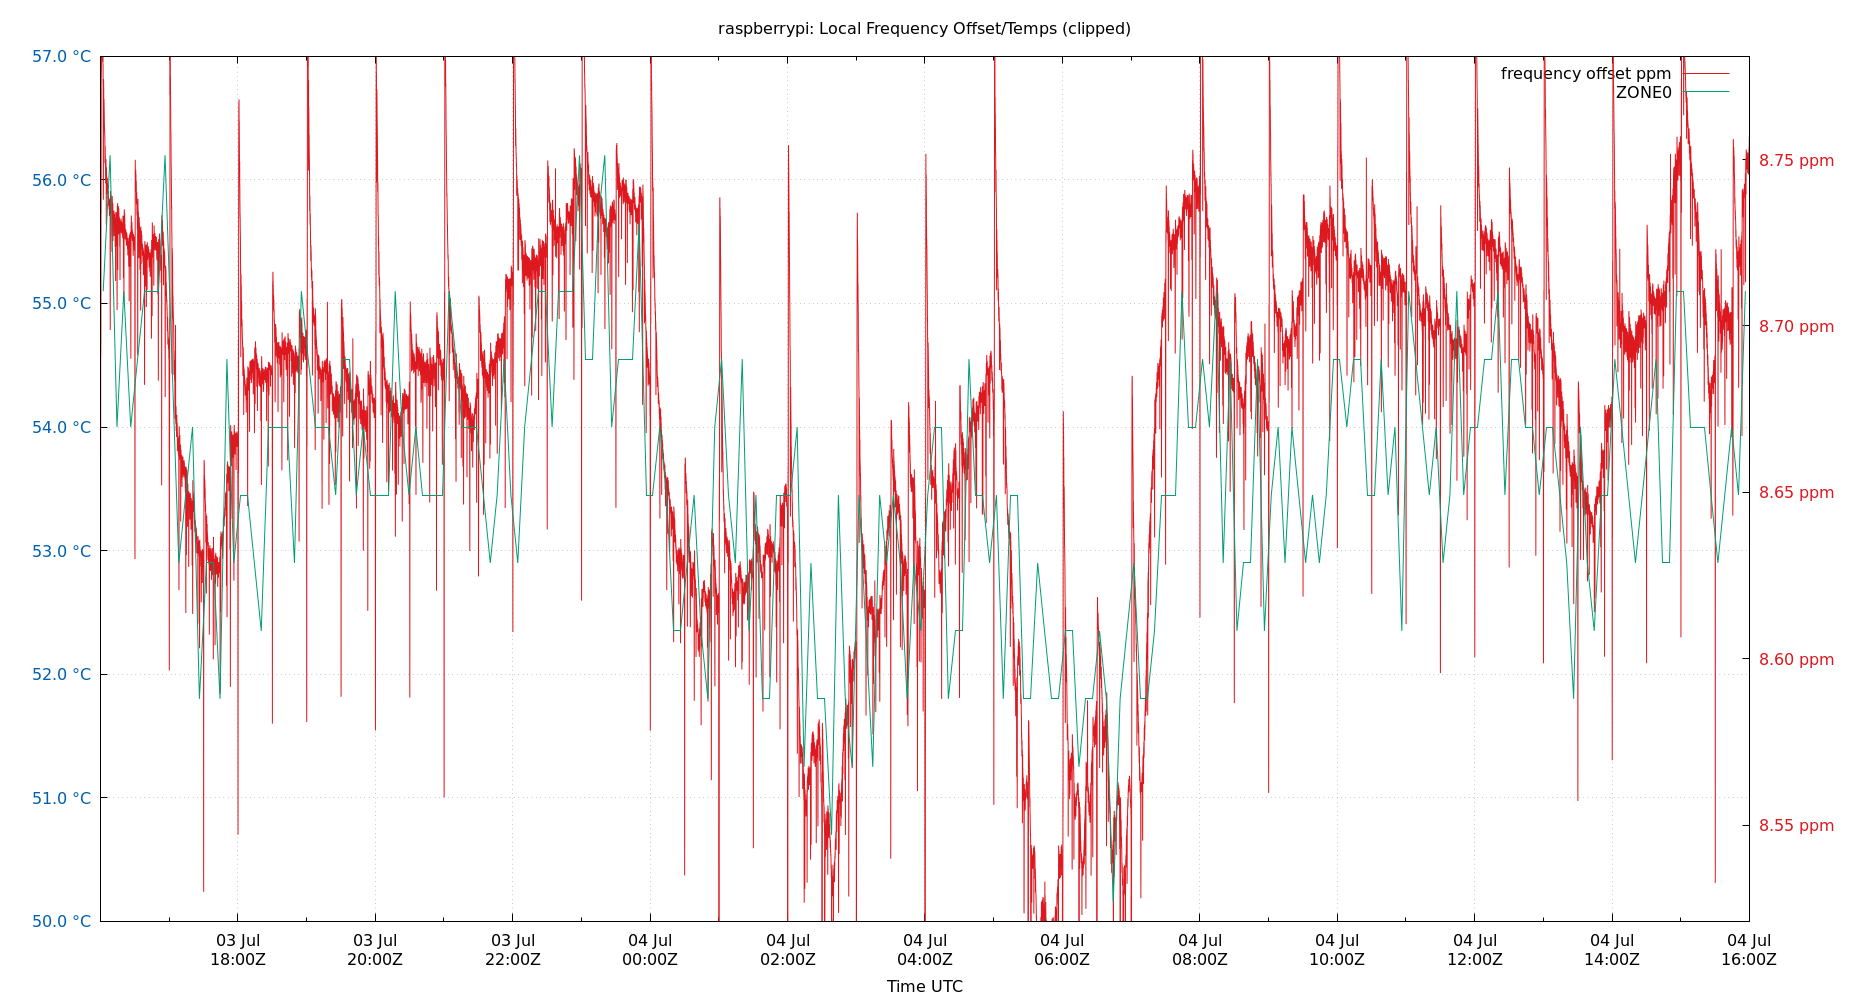 raspberrypi: Local Frequency Offset/Temps (clipped)
57.0 °C
56.0 °C
55.0 °C
54.0 °C
53.0 °C
52.0 °C
51.0 °C
50.0 °C
frequency offset ppm
ZONE0
8.75 ppm
8.70 ppm
8.65 ppm
8.60 ppm
8.55 ppm
03 Jul 03 Jul 03 Jul 04 Jul 04 Jul 04 Jul 04 Jul 04 Jul 04 Jul 04 Jul 04 Jul 04 Jul
18:00Z 20:00Z 22:00Z 00:00Z 02:00Z 04:00Z 06:00Z 08:00Z 10:00Z 12:00Z 14:00Z 16:00Z
Time UTC